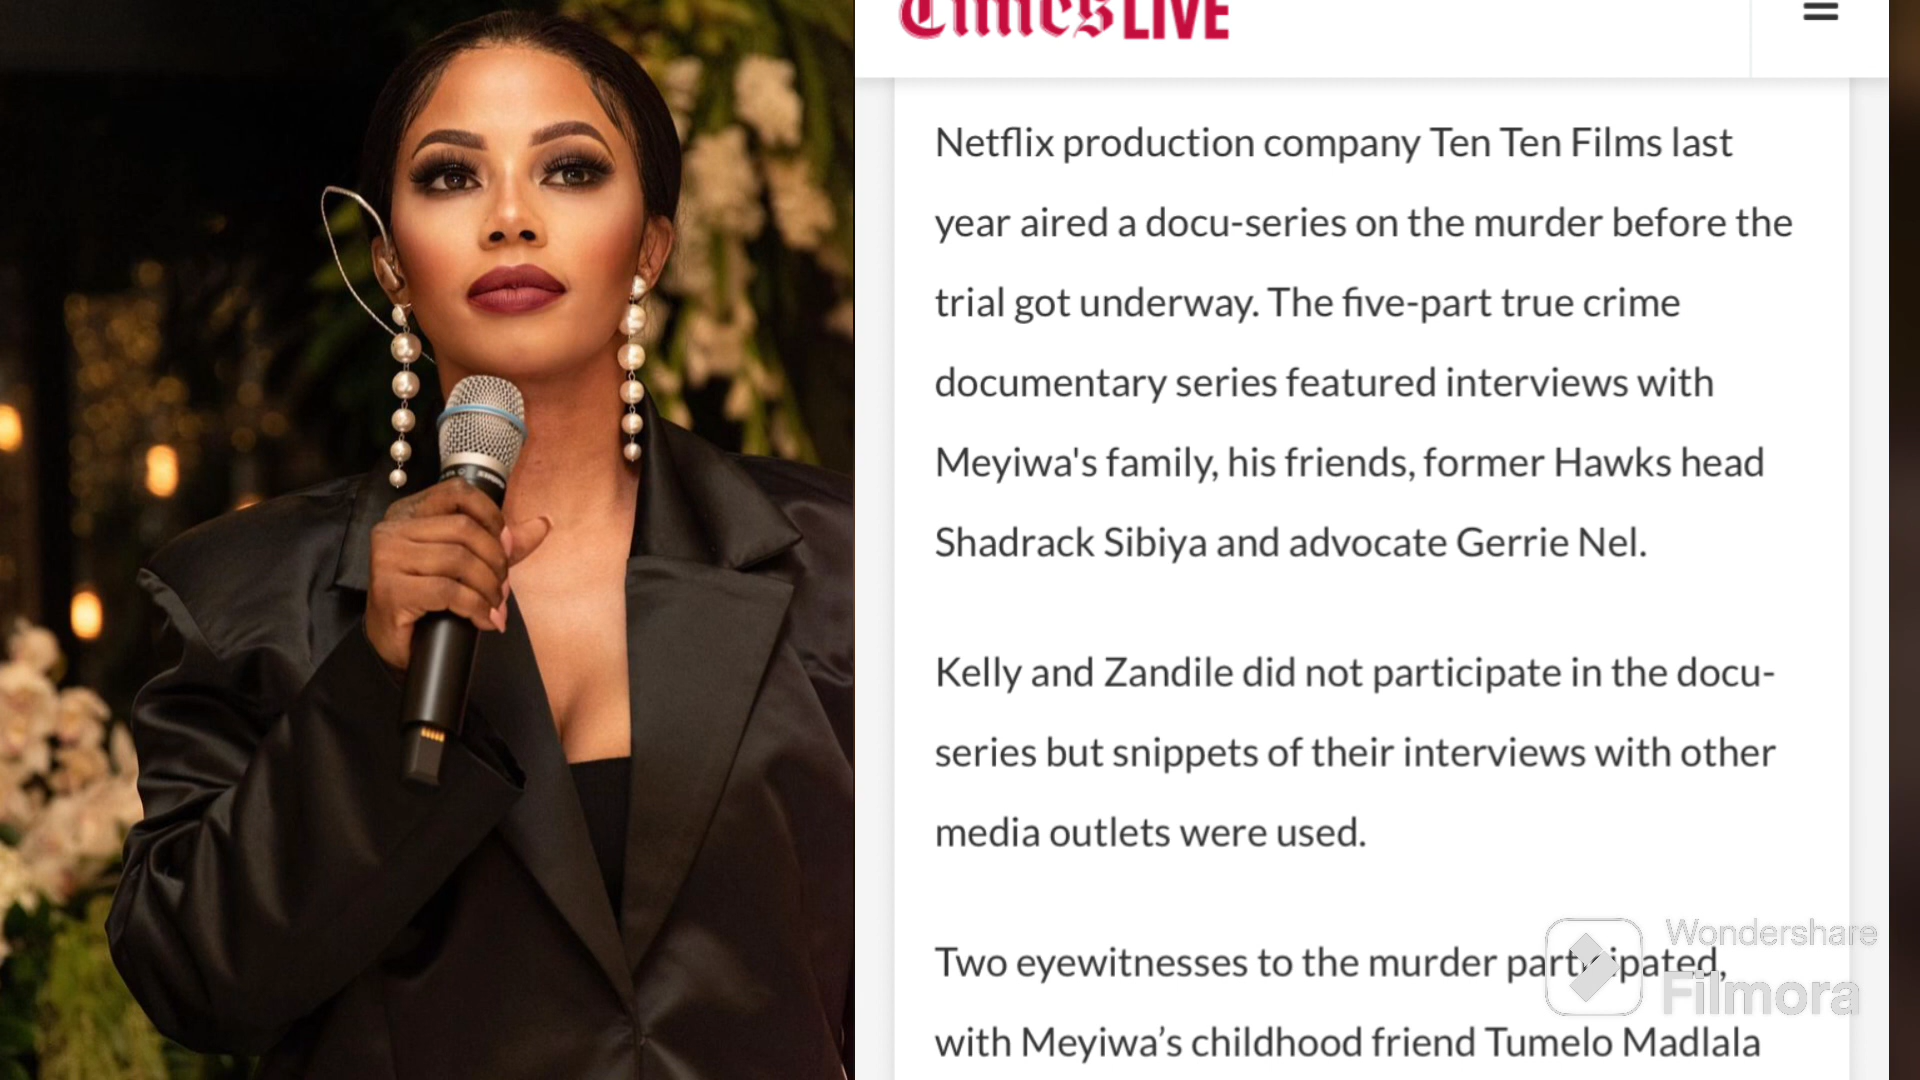 Times LIVE
Netflix production company Ten Ten Films last
year aired a docu-series on the murder before the
trial got underway. The five-part true crime
documentary series featured interviews with
Meyiwa's family, his friends, former Hawks head
Shadrack Sibiya and advocate Gerrie Nel.
Kelly and Zandile did not participate in the docu-
series but snippets of their interviews with other
media outlets were used.
Two eyewitnesses to the murder participated,
with Meyiwa’s childhood friend Tumelo Madlala
Wondershare
Filmora